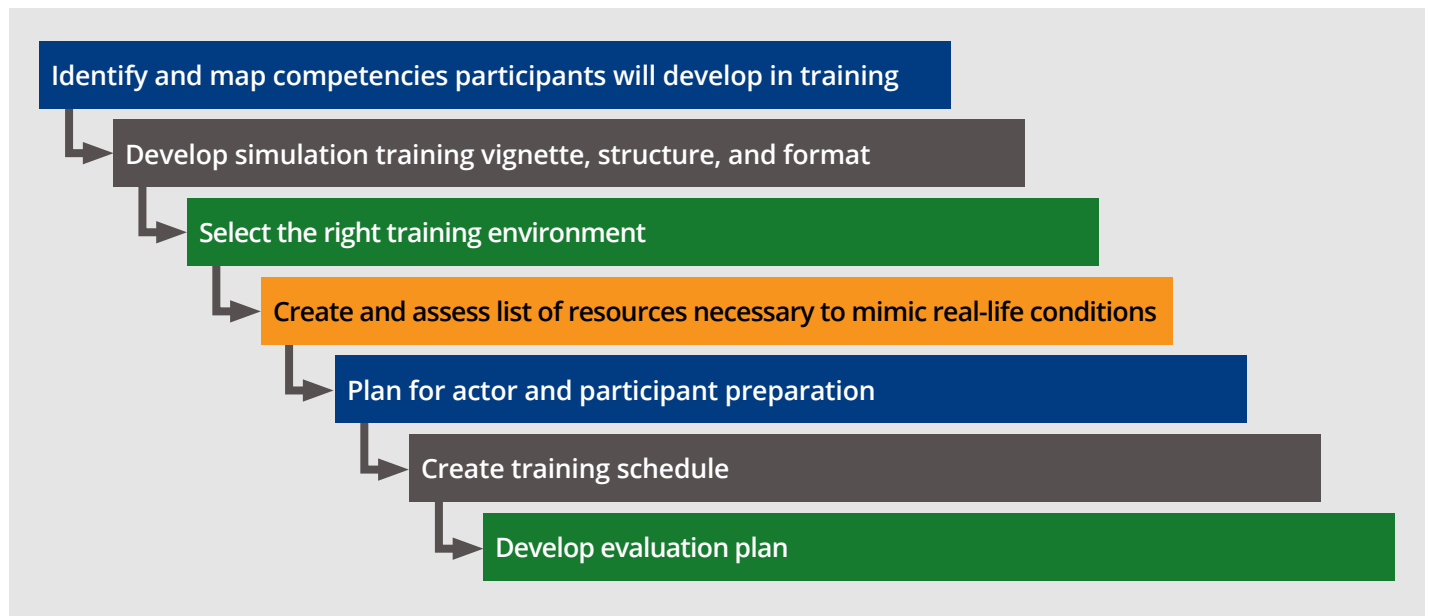 Identify and map competencies participants will develop in training
Develop simulation training vignette, structure, and format
Select the right training environment
Create and assess list of resources necessary to mimic real-life conditions
Plan for actor and participant preparation
Create training schedule
Develop evaluation plan